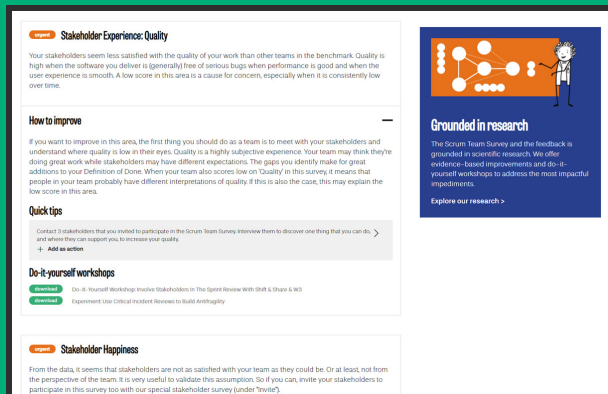 urgent Stakeholder Experience: Quality
Your stakeholders seem less satisfied with the quality of your work than other teams in the benchmark. Quality is
high when the software you deliver is (generally) free of serious bugs when performance is good and when the
user experience is smooth. A low score in this area is a cause for concern, especially when it is consistently low
over time.
How to improve
If you want to improve in this area, the first thing you should do as a team is to meet with your stakeholders and
understand where quality is low in their eyes. Quality is a highly subjective experience. Your team may think they're
doing great work while stakeholders may have different expectations. The gaps you identify make for great
additions to your Definition of Done. When your team also scores low on 'Quality' in this survey, it means that
people in your team probably have different interpretations of quality. If this is also the case, this may explain the
low score in this area.
Quick tips
Contact 3 stakeholders that you invited to participate in the Scrum Team Survey. Interview them to discover one thing that you can do,
and where they can support you, to increase your quality.
+ Add as action
Do-it-yourself workshops
download Do-It-Yourself Workshop: Involve Stakeholders In The Sprint Review With Shift & Share & W3
download Experiment: Use Critical Incident Reviews to Build Antifragility
urgent Stakeholder Happiness
From the data, it seems that stakeholders are not as satisfied with your team as they could be. Or at least, not from
the perspective of the team. It is very useful to validate this assumption. So if you can, invite your stakeholders to
participate in this survey too with our special stakeholder survey (under "Invite").
Grounded in research
The Scrum Team Survey and the feedback is
grounded in scientific research. We offer
evidence-based improvements and do-it-
yourself workshops to address the most impactful
impediments.
Explore our research >